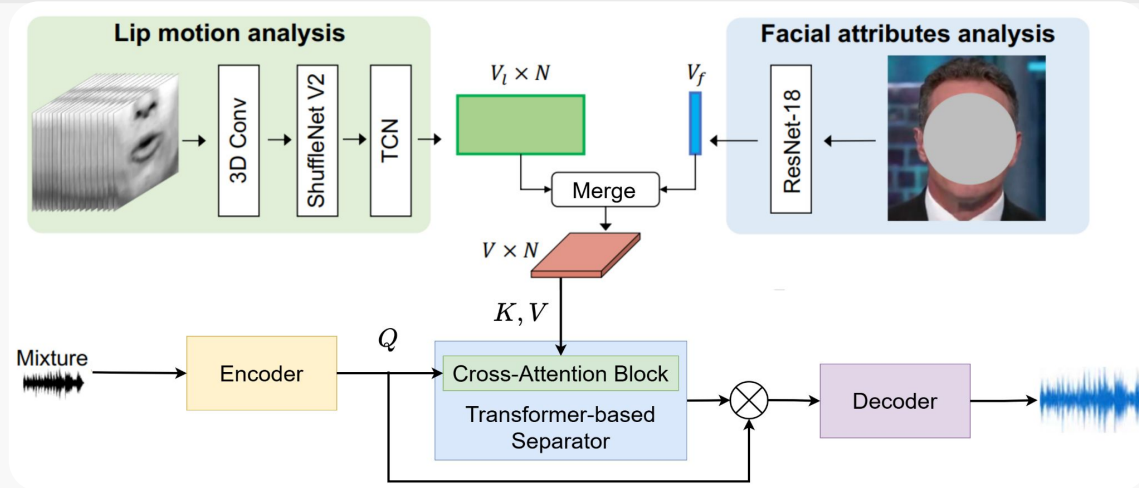 Lip motion analysis
Facial attributes analysis
3D Conv
ShuffleNet V2
TCN
V_l × N
V_f
ResNet-18
Merge
V × N
K, V
Q
Mixture
Encoder
Cross-Attention Block
Transformer-based
Separator
Decoder